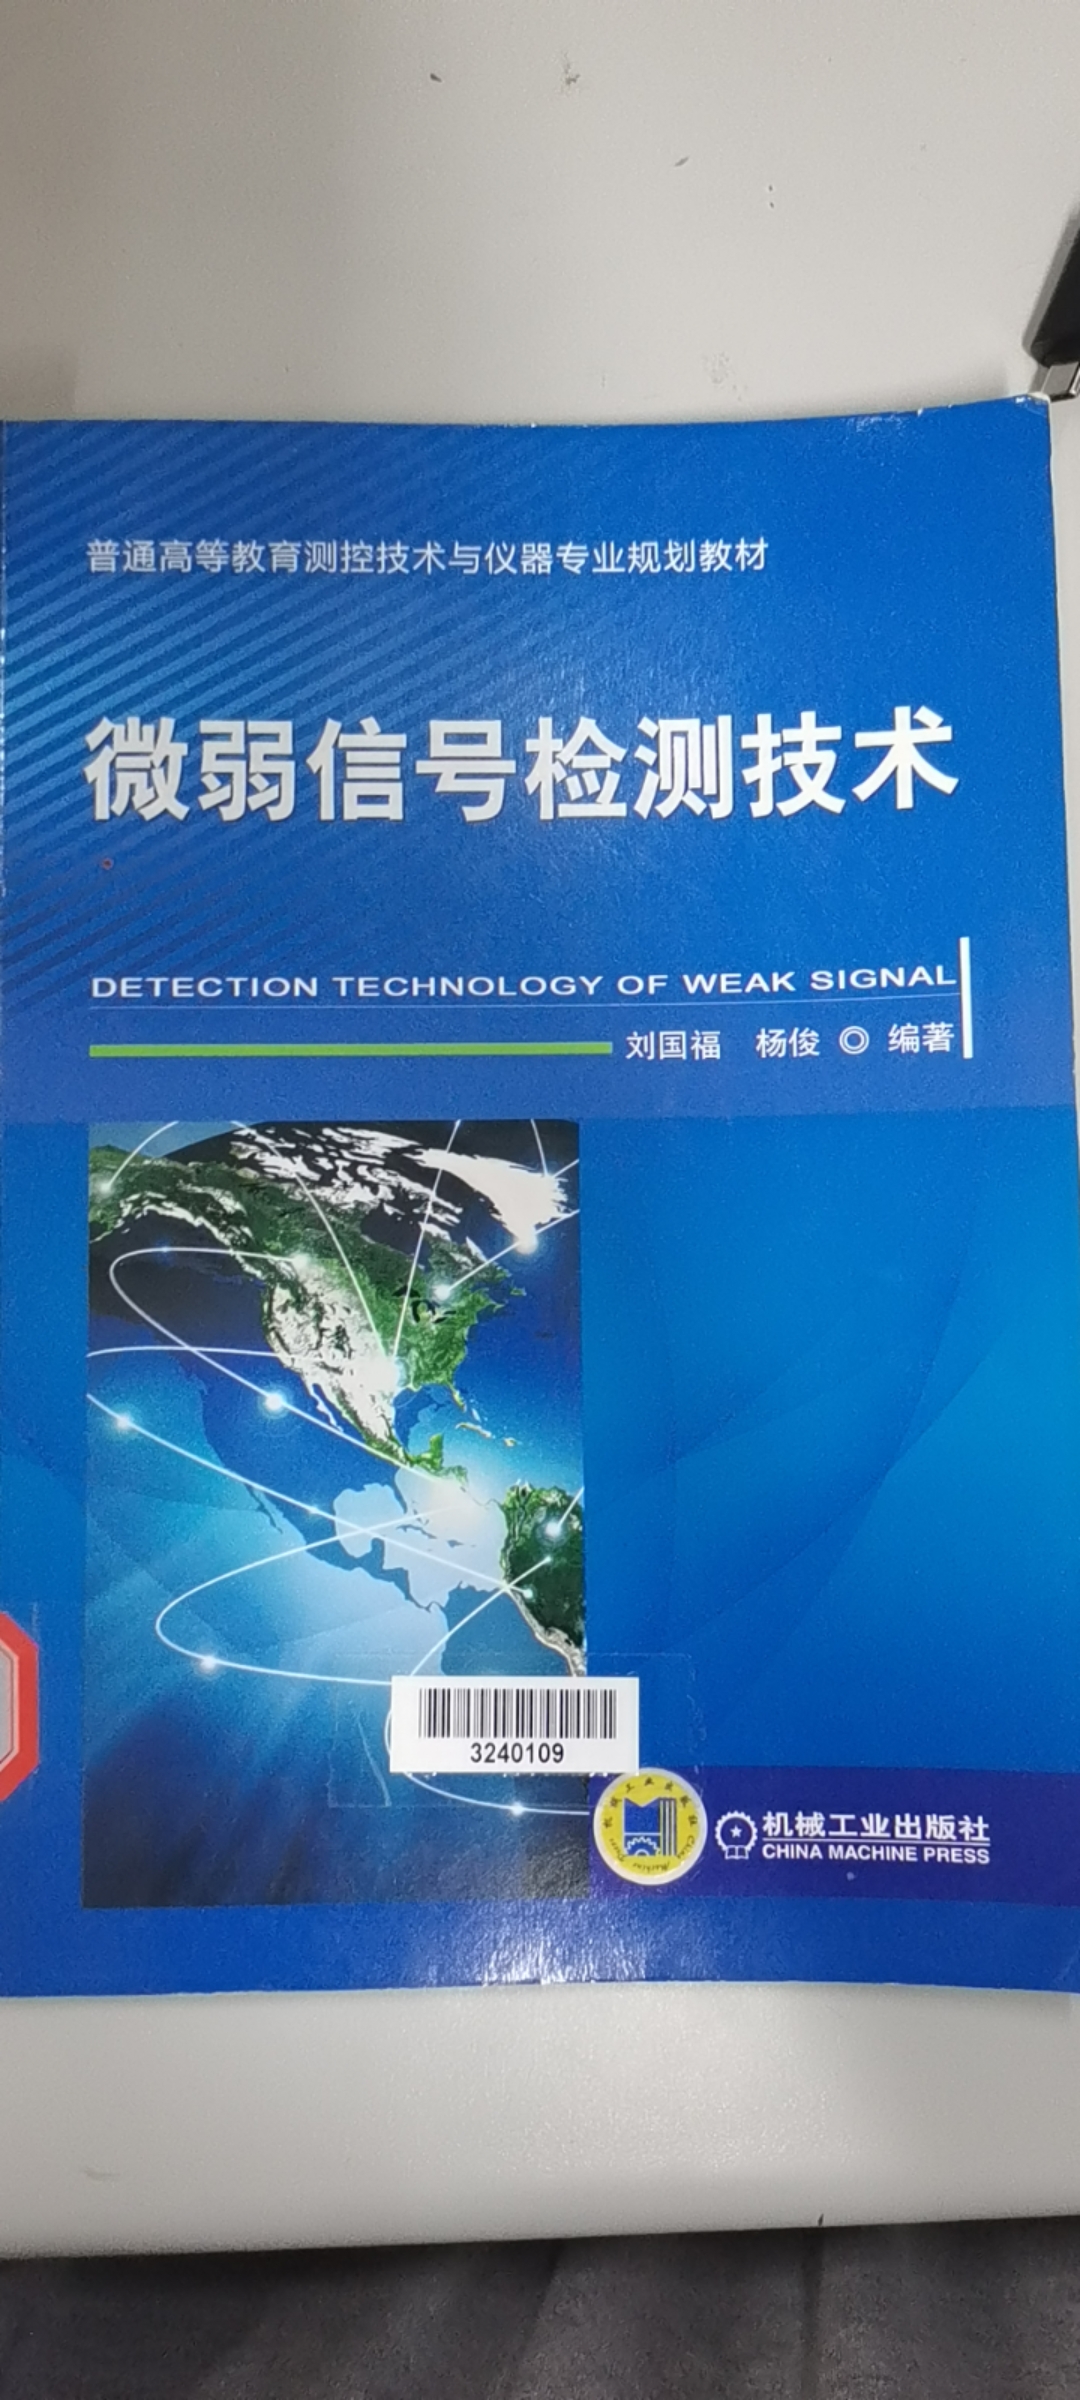 普通高等教育测控技术与仪器专业规划教材
微弱信号检测技术
DETECTION TECHNOLOGY OF WEAK SIGNAL
刘国福 杨俊 ◎ 编著
3240109
机械工业出版社
CHINA MACHINE PRESS